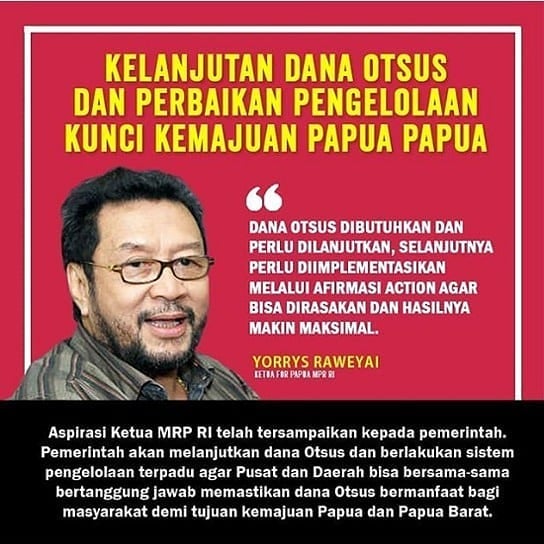 KELANJUTAN DANA OTSUS
DAN PERBAIKAN PENGELOLAAN
KUNCI KEMAJUAN PAPUA PAPUA
“
DANA OTSUS DIBUTUHKAN DAN
PERLU DILANJUTKAN, SELANJUTNYA
PERLU DIIMPLEMENTASIKAN
MELALUI AFIRMASI ACTION AGAR
BISA DIRASAKAN DAN HASILNYA
MAKIN MAKSIMAL.
YORRYS RAWEYAI
KETUA FOR PAPUA MPR RI
Aspirasi Ketua MRP RI telah tersampaikan kepada pemerintah.
Pemerintah akan melanjutkan dana Otsus dan berlakukan sistem
pengelolaan terpadu agar Pusat dan Daerah bisa bersama-sama
bertanggung jawab memastikan dana Otsus bermanfaat bagi
masyarakat demi tujuan kemajuan Papua dan Papua Barat.